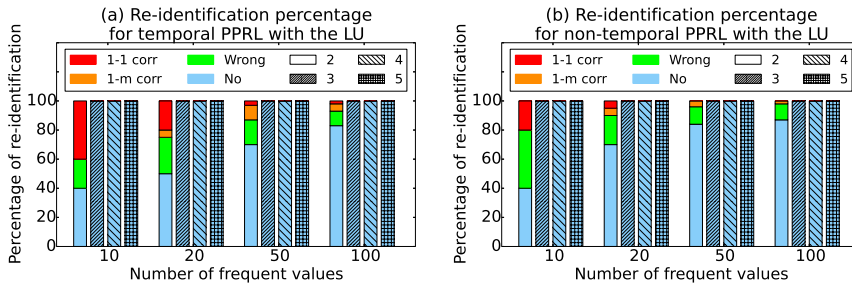 (a) Re-identification percentage
for temporal PPRL with the LU
1-1 corr
1-m corr
Wrong
No
2
3
4
5
Percentage of re-identification
100
80
60
40
20
0
10
20
50
100
Number of frequent values
(b) Re-identification percentage
for non-temporal PPRL with the LU
1-1 corr
1-m corr
Wrong
No
2
3
4
5
Percentage of re-identification
100
80
60
40
20
0
10
20
50
100
Number of frequent values